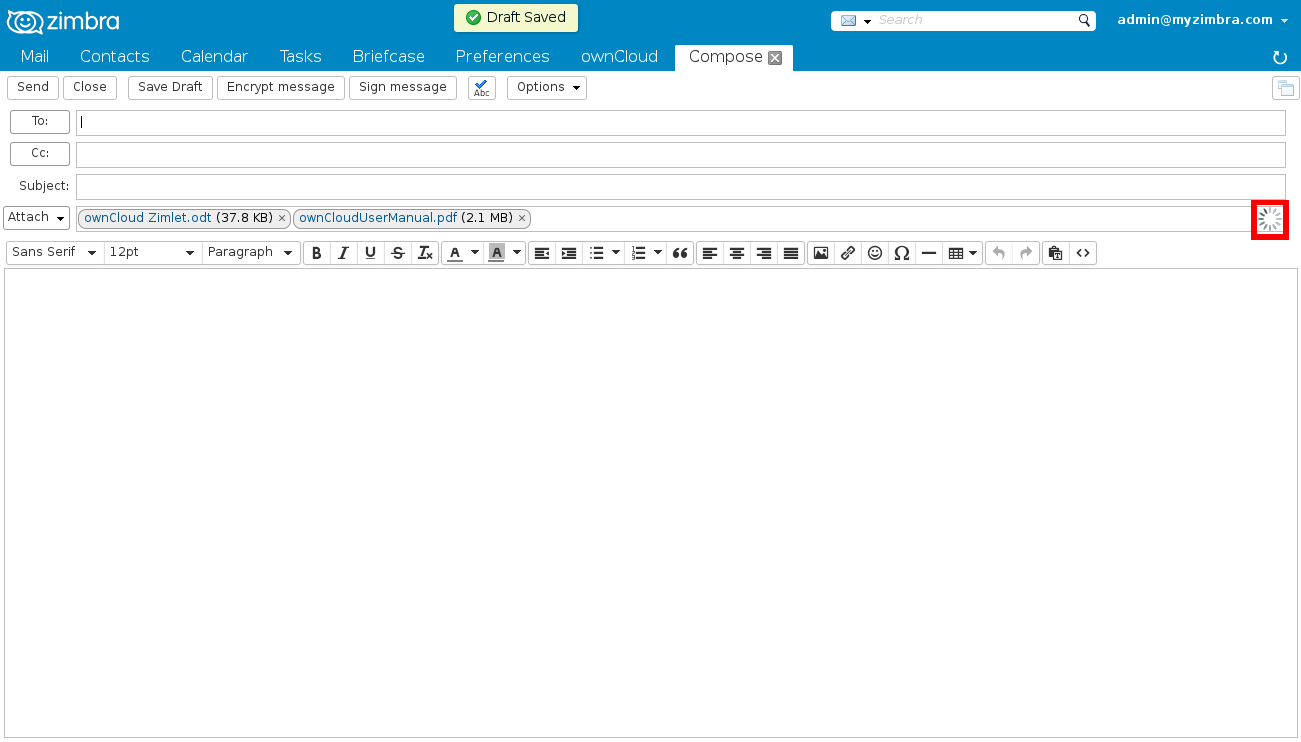 zimbra Draft Saved Search admin@myzimbra.com
Mail Contacts Calendar Tasks Briefcase Preferences ownCloud Compose
Send Close Save Draft Encrypt message Sign message Abc Options
To:
Cc:
Subject:
Attach ownCloud Zimlet.odt (37.8 KB) × ownCloudUserManual.pdf (2.1 MB) ×
Sans Serif 12pt Paragraph B I U S Tx A A Ω